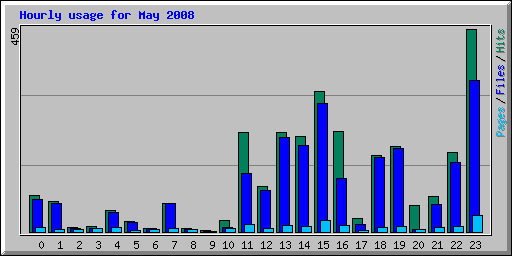 Hourly usage for May 2008
459
Pages/Files/Hits
0 1 2 3 4 5 6 7 8 9 10 11 12 13 14 15 16 17 18 19 20 21 22 23